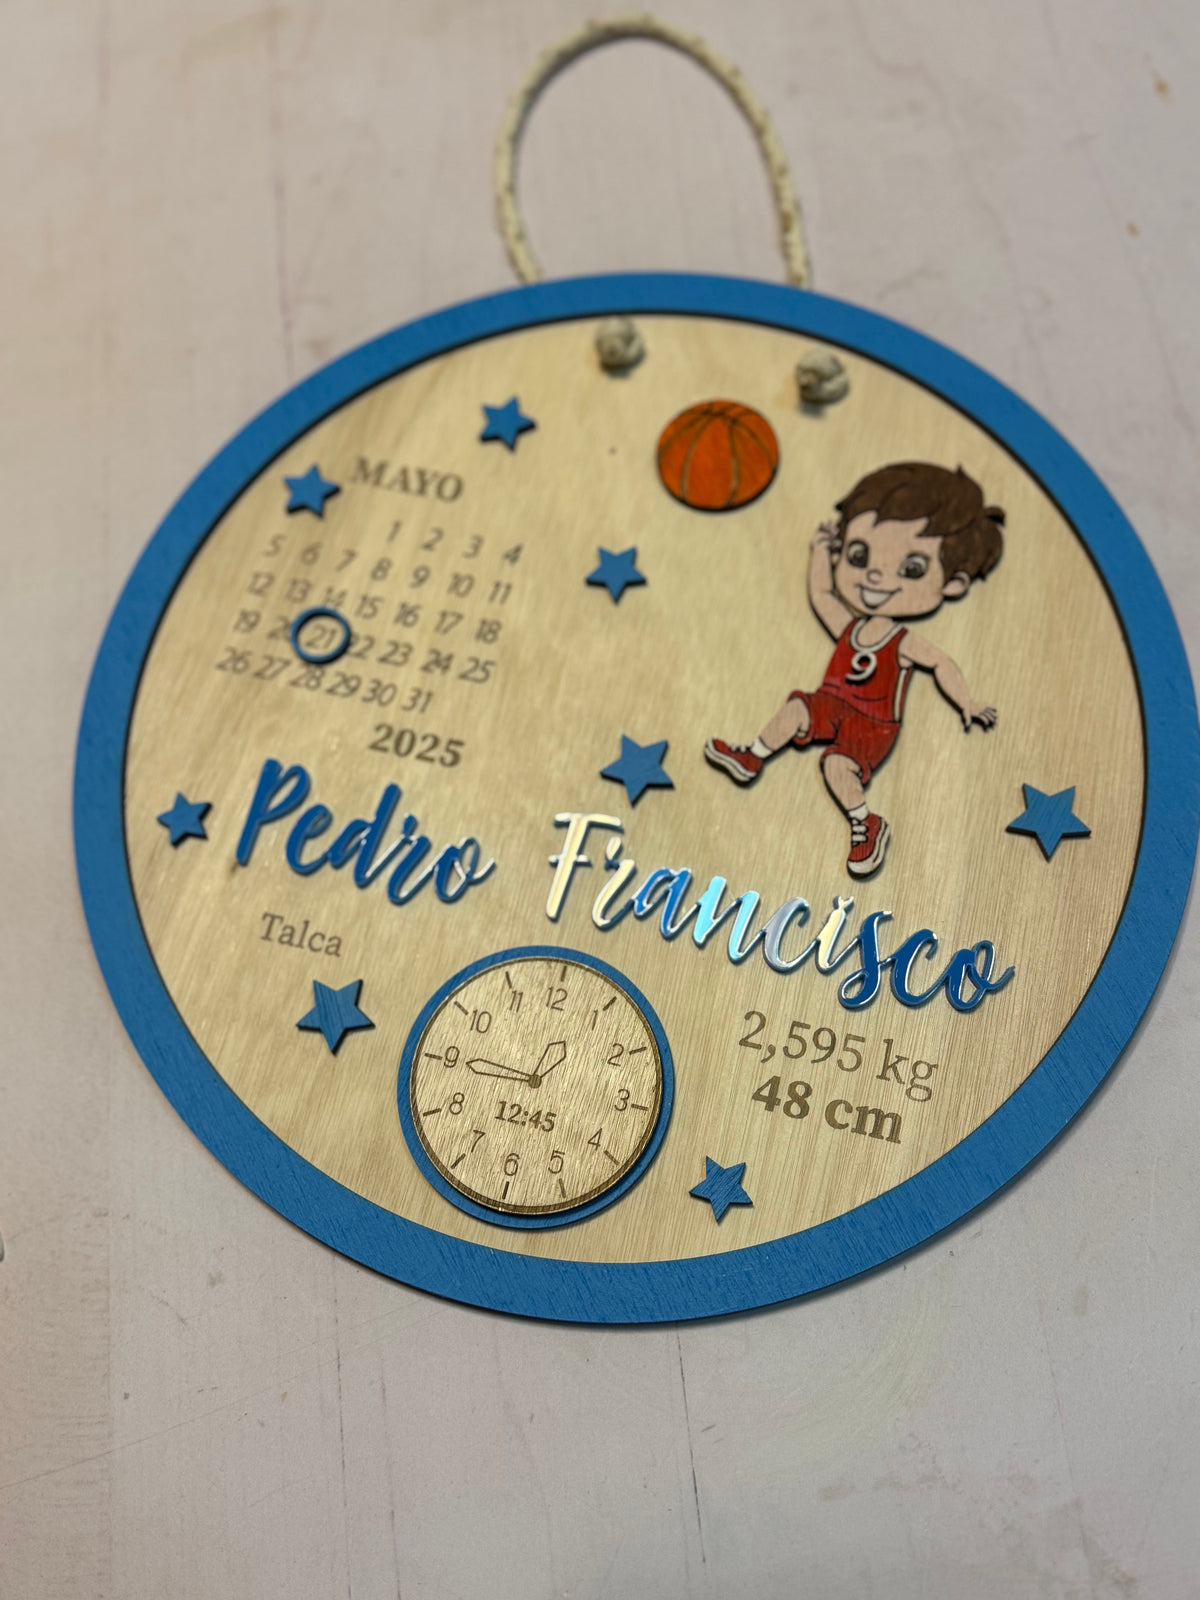 MAYO
1 2 3 4
5 6 7 8 9 10 11
12 13 14 15 16 17 18
19 20 21 22 23 24 25
26 27 28 29 30 31
2025
9
Pedro Francisco
Talca
12 1 2 3 4 5 6 7 8 9 10 11
12:45
2,595 kg
48 cm